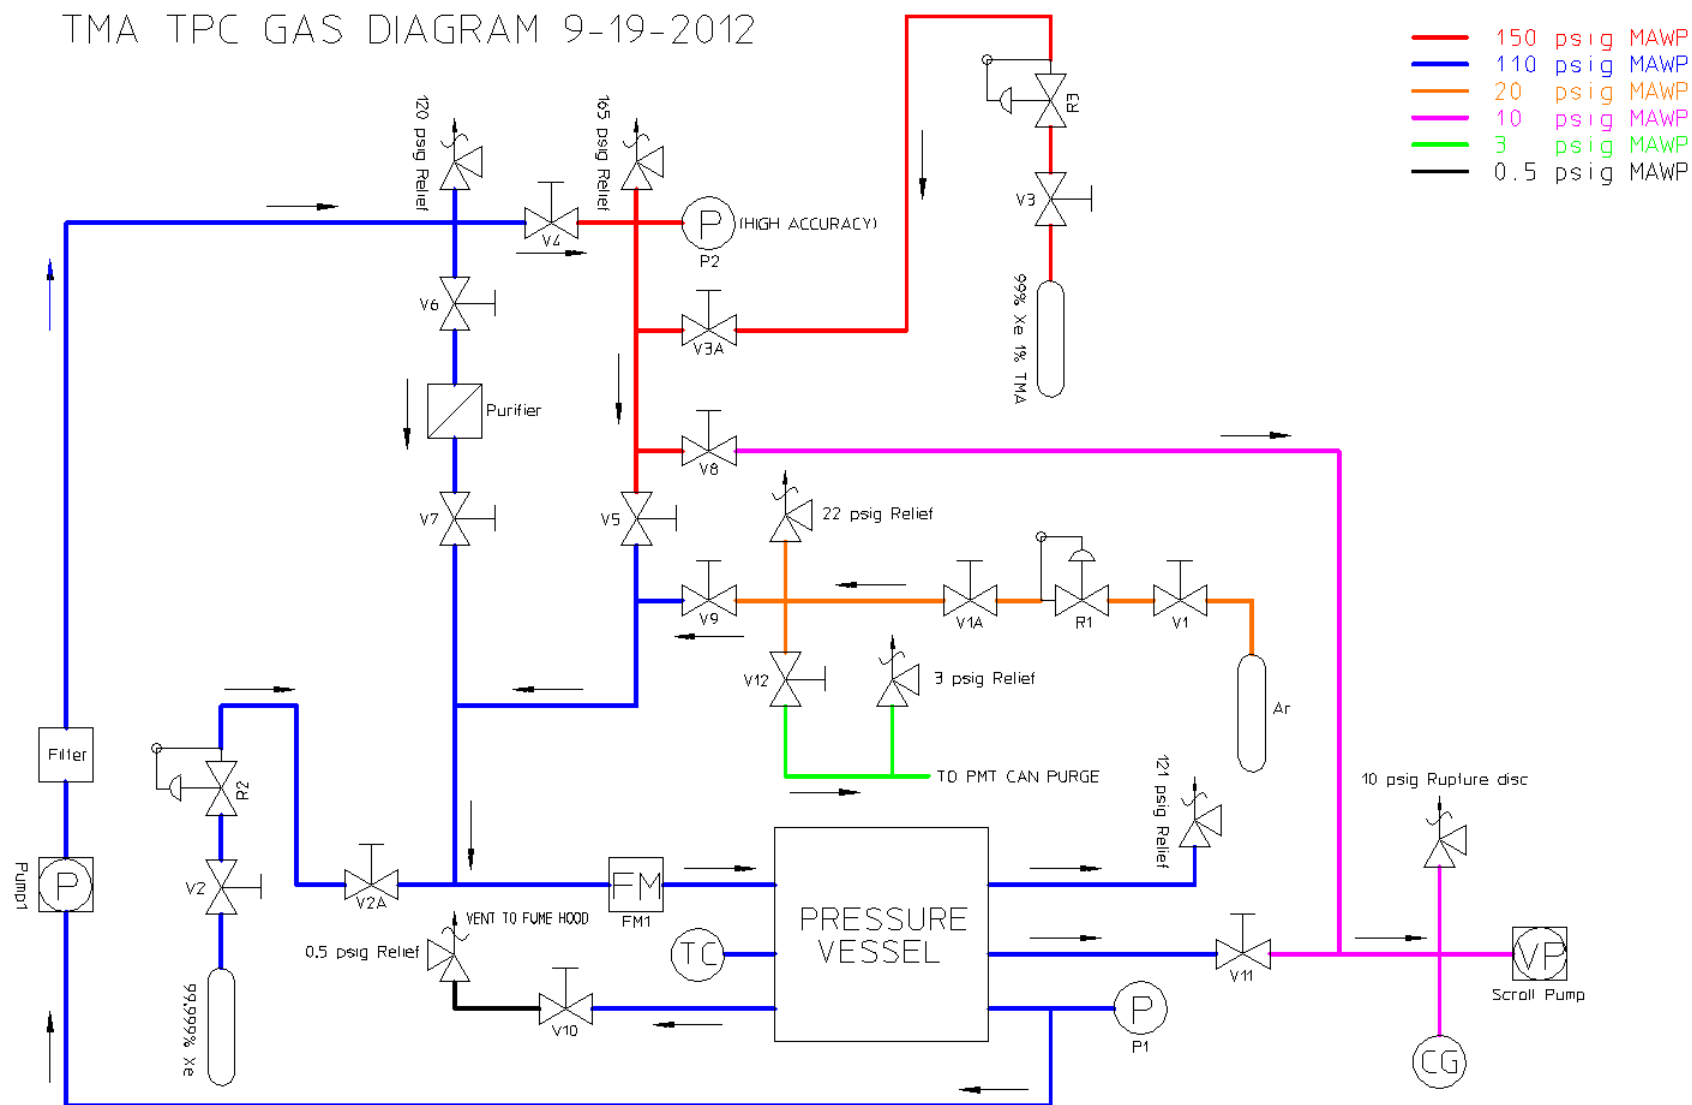 TMA TPC GAS DIAGRAM 9-19-2012
150 psig MAWP
110 psig MAWP
20 psig MAWP
10 psig MAWP
3 psig MAWP
0.5 psig MAWP
120 psig Relief
165 psig Relief
R3
V3
99% Xe 1% TMA
V4
P
(HIGH ACCURACY)
P2
V6
V3A
Purifier
V8
V7
V5
22 psig Relief
V9
V1A
R1
V1
V12
3 psig Relief
Ar
TO PMT CAN PURGE
Filter
R2
121 psig Relief
10 psig Rupture disc
Pump1
P
V2
V2A
FM
FM1
PRESSURE
VESSEL
VENT TO FUME HOOD
0.5 psig Relief
TC
V10
V11
VP
Scroll Pump
P
P1
CG
99.999% Xe